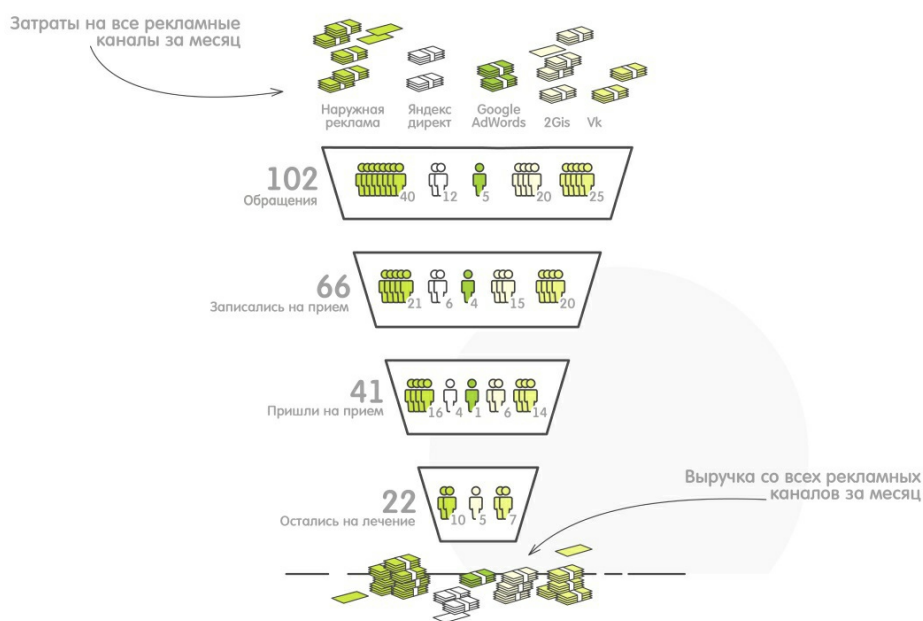 Затраты на все рекламные
каналы за месяц
Наружная
реклама
Яндекс
директ
Google
AdWords
2Gis
Vk
102
Обращения
40
12
5
20
25
66
Записались на прием
21
6
4
15
20
41
Пришли на прием
16
4
1
6
14
22
Остались на лечение
10
5
7
Выручка со всех рекламных
каналов за месяц